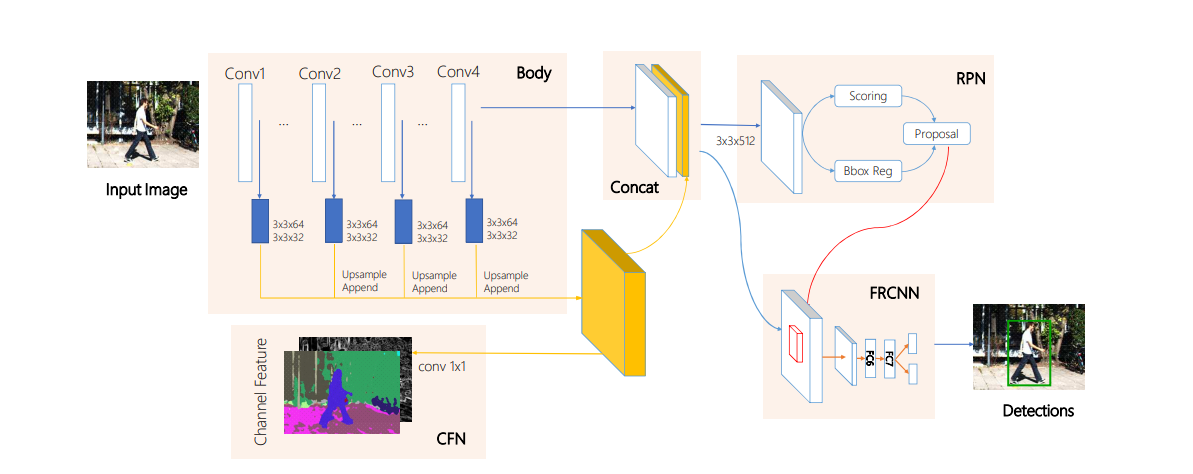 Conv1
Conv2
Conv3
Conv4
Body
...
...
...
Input Image
3x3x64
3x3x32
3x3x64
3x3x32
3x3x64
3x3x32
3x3x64
3x3x32
Upsample
Append
Upsample
Append
Upsample
Append
Concat
3x3x512
RPN
Scoring
Proposal
Bbox Reg
Channel Feature
conv 1x1
CFN
FRCNN
FC6
FC7
Detections